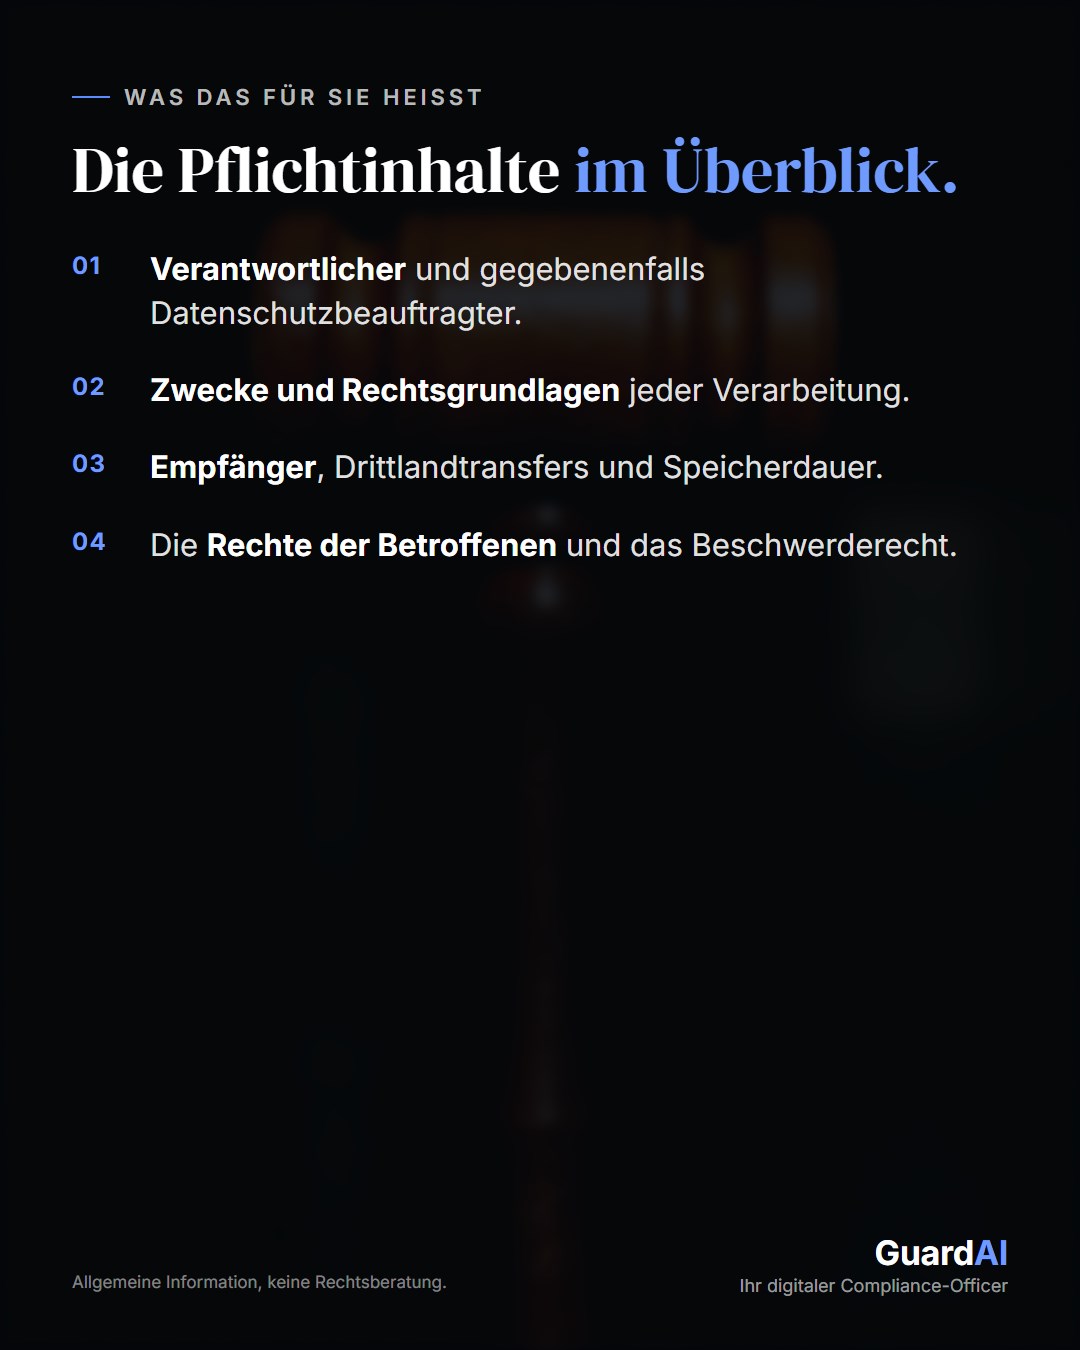 WAS DAS FÜR SIE HEISST
Die Pflichtinhalte im Überblick.
01 Verantwortlicher und gegebenenfalls
Datenschutzbeauftragter.
02 Zwecke und Rechtsgrundlagen jeder Verarbeitung.
03 Empfänger, Drittlandtransfers und Speicherdauer.
04 Die Rechte der Betroffenen und das Beschwerderecht.
GuardAI
Allgemeine Information, keine Rechtsberatung.
Ihr digitaler Compliance-Officer